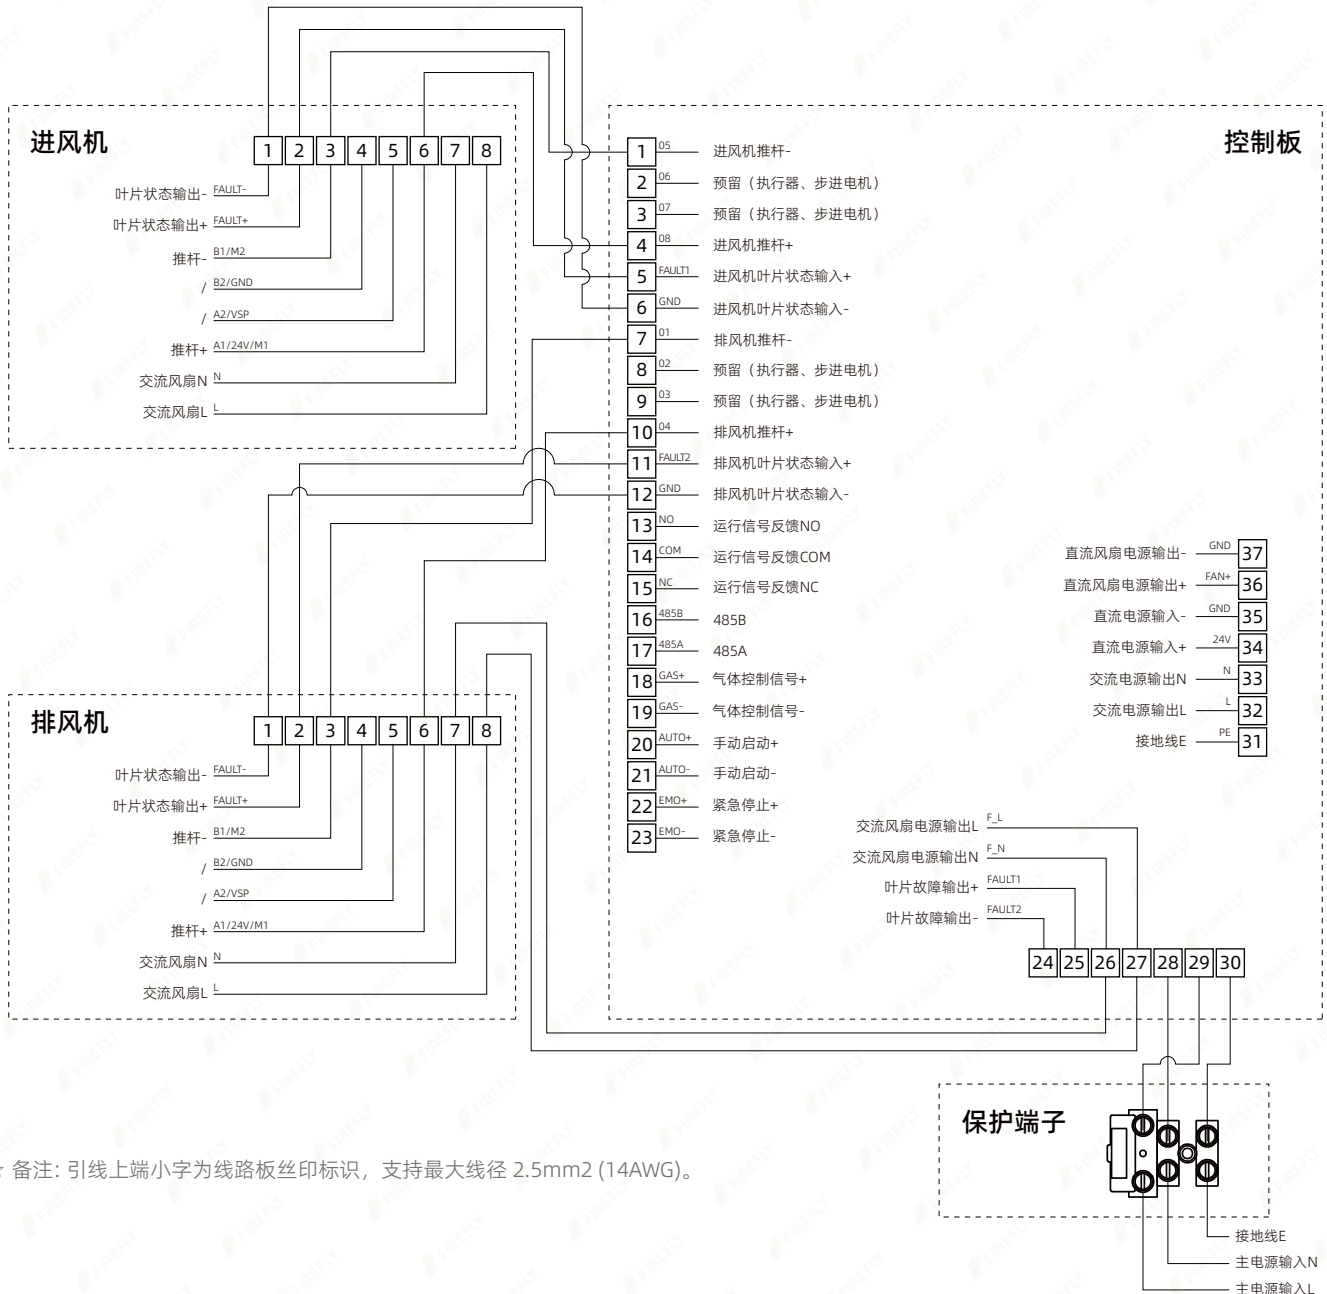 进风机
1 2 3 4 5 6 7 8
叶片状态输出- FAULT-
叶片状态输出+ FAULT+
推杆- B1/M2
/ B2/GND
/ A2/VSP
推杆+ A1/24V/M1
交流风扇N N
交流风扇L L
控制板
1 05 进风机推杆-
2 06 预留（执行器、步进电机）
3 07 预留（执行器、步进电机）
4 08 进风机推杆+
5 FAULT1 进风机叶片状态输入+
6 GND 进风机叶片状态输入-
7 01 排风机推杆-
8 02 预留（执行器、步进电机）
9 03 预留（执行器、步进电机）
10 04 排风机推杆+
11 FAULT2 排风机叶片状态输入+
12 GND 排风机叶片状态输入-
13 NO 运行信号反馈NO
14 COM 运行信号反馈COM
15 NC 运行信号反馈NC
16 485B 485B
17 485A 485A
18 GAS+ 气体控制信号+
19 GAS- 气体控制信号-
20 AUTO+ 手动启动+
21 AUTO- 手动启动-
22 EMO+ 紧急停止+
23 EMO- 紧急停止-
直流风扇电源输出- GND 37
直流风扇电源输出+ FAN+ 36
直流电源输入- GND 35
直流电源输入+ 24V 34
交流电源输出N N 33
交流电源输出L L 32
接地线E PE 31
交流风扇电源输出L F_L
交流风扇电源输出N F_N
叶片故障输出+ FAULT1
叶片故障输出- FAULT2
24 25 26 27 28 29 30
排风机
1 2 3 4 5 6 7 8
叶片状态输出- FAULT-
叶片状态输出+ FAULT+
推杆- B1/M2
/ B2/GND
/ A2/VSP
推杆+ A1/24V/M1
交流风扇N N
交流风扇L L
保护端子
接地线E
主电源输入N
主电源输入L
备注: 引线上端小字为线路板丝印标识，支持最大线径 2.5mm2 (14AWG)。
FIREFLY